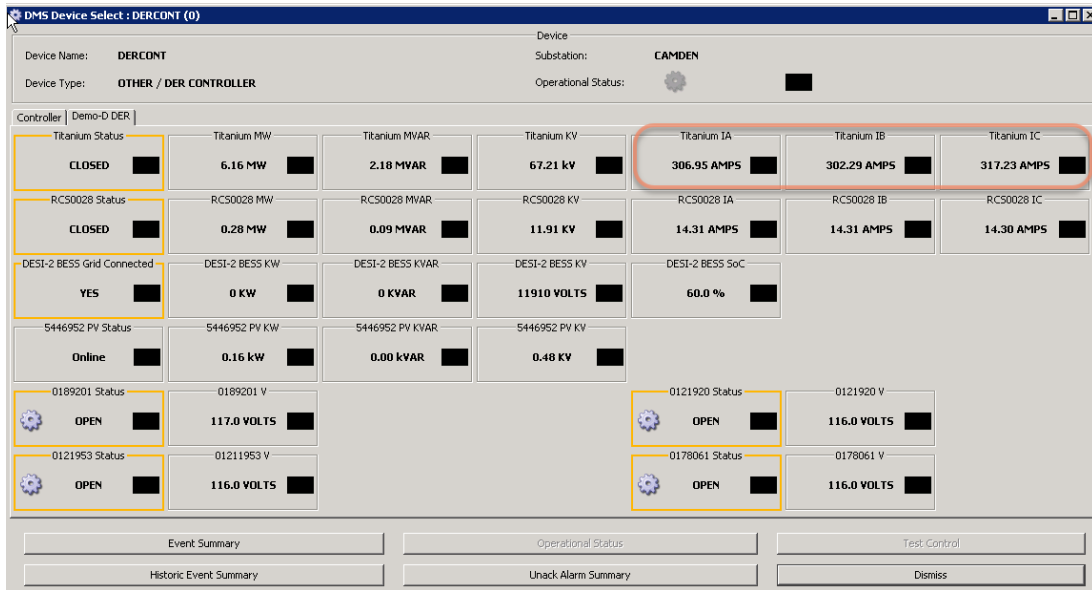 DMS Device Select : DERCONT (0)
Device
Device Name: DERCONT Substation: CAMDEN
Device Type: OTHER / DER CONTROLLER Operational Status:
Controller Demo-D DER
Titanium Status Titanium MW Titanium MVAR Titanium KV Titanium IA Titanium IB Titanium IC
CLOSED 6.16 MW 2.18 MVAR 67.21 kV 306.95 AMPS 302.29 AMPS 317.23 AMPS
RCS0028 Status RCS0028 MW RCS0028 MVAR RCS0028 KV RCS0028 IA RCS0028 IB RCS0028 IC
CLOSED 0.28 MW 0.09 MVAR 11.91 KV 14.31 AMPS 14.31 AMPS 14.30 AMPS
DESI-2 BESS Grid Connected DESI-2 BESS KW DESI-2 BESS KVAR DESI-2 BESS KV DESI-2 BESS SoC
YES 0 KW 0 KVAR 11910 VOLTS 60.0 %
5446952 PV Status 5446952 PV KW 5446952 PV KVAR 5446952 PV KV
Online 0.16 kW 0.00 kVAR 0.48 KV
0189201 Status 0189201 V 0121920 Status 0121920 V
OPEN 117.0 VOLTS OPEN 116.0 VOLTS
0121953 Status 01211953 V 0178061 Status 0178061 V
OPEN 116.0 VOLTS OPEN 116.0 VOLTS
Event Summary Operational Status Test Control
Historic Event Summary Unack Alarm Summary Dismiss